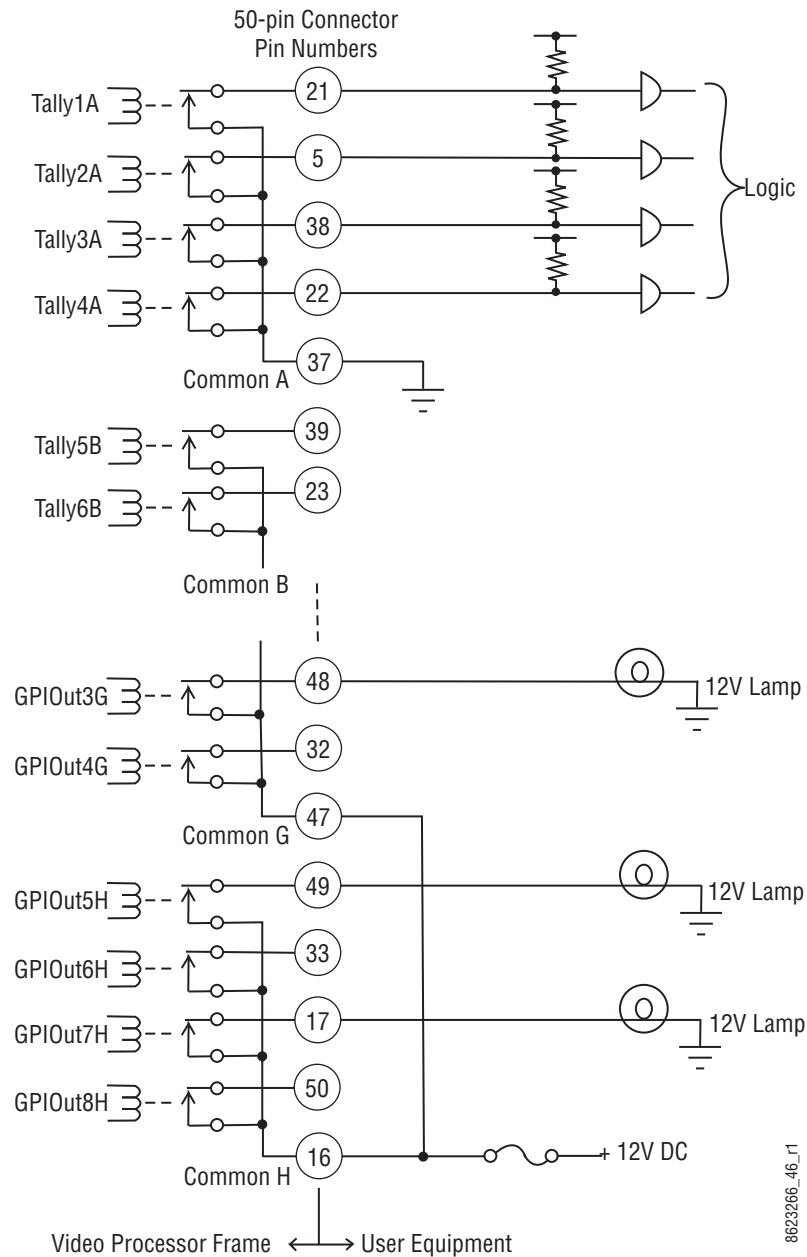 50-pin Connector
Pin Numbers
Tally1A
21
Tally2A
5
Logic
Tally3A
38
Tally4A
22
37
Common A
Tally5B
39
Tally6B
23
Common B
GPIOut3G
48
12V Lamp
GPIOut4G
32
47
Common G
GPIOut5H
49
12V Lamp
GPIOut6H
33
GPIOut7H
17
12V Lamp
GPIOut8H
50
16
+ 12V DC
Common H
Video Processor Frame
User Equipment
8623266_46_r1